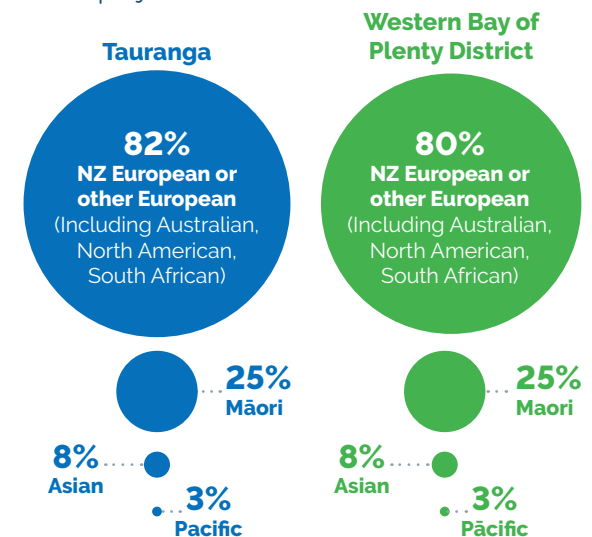 Tauranga
82%
NZ European or
other European
(Including Australian,
North American,
South African)
25%
Māori
8%
Asian
3%
Pacific
Western Bay of
Plenty District
80%
NZ European or
other European
(Including Australian,
North American,
South African)
25%
Maori
8%
Asian
3%
Pācific